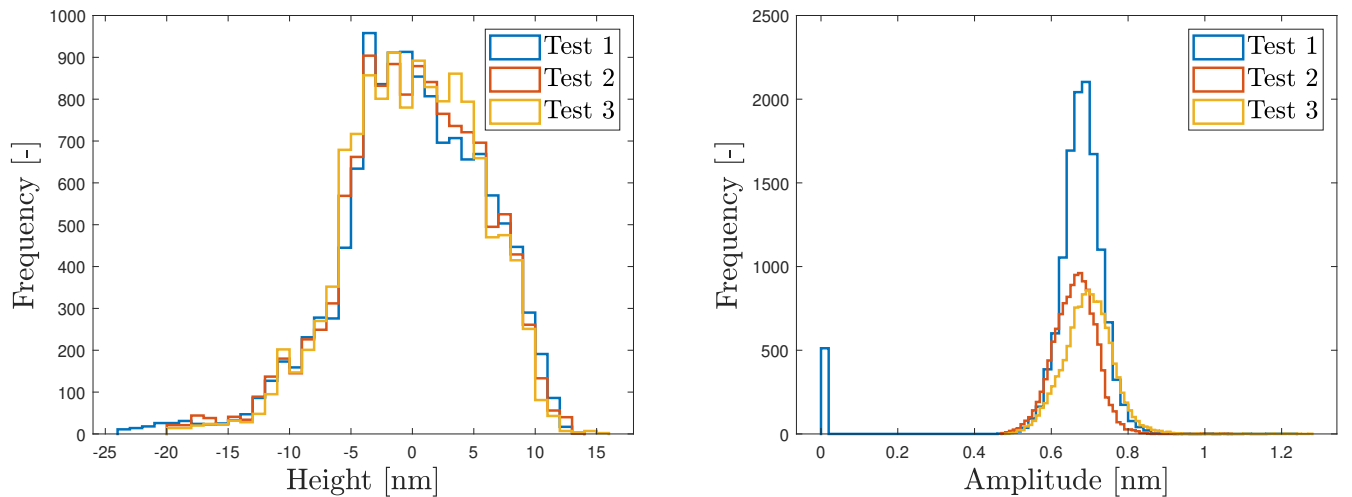 1000
900
800
700
600
500
400
300
200
100
0
Frequency [-]
-25 -20 -15 -10 -5 0 5 10 15
Height [nm]
Test 1
Test 2
Test 3
2500
2000
1500
1000
500
0
Frequency [-]
0 0.2 0.4 0.6 0.8 1 1.2
Amplitude [nm]
Test 1
Test 2
Test 3